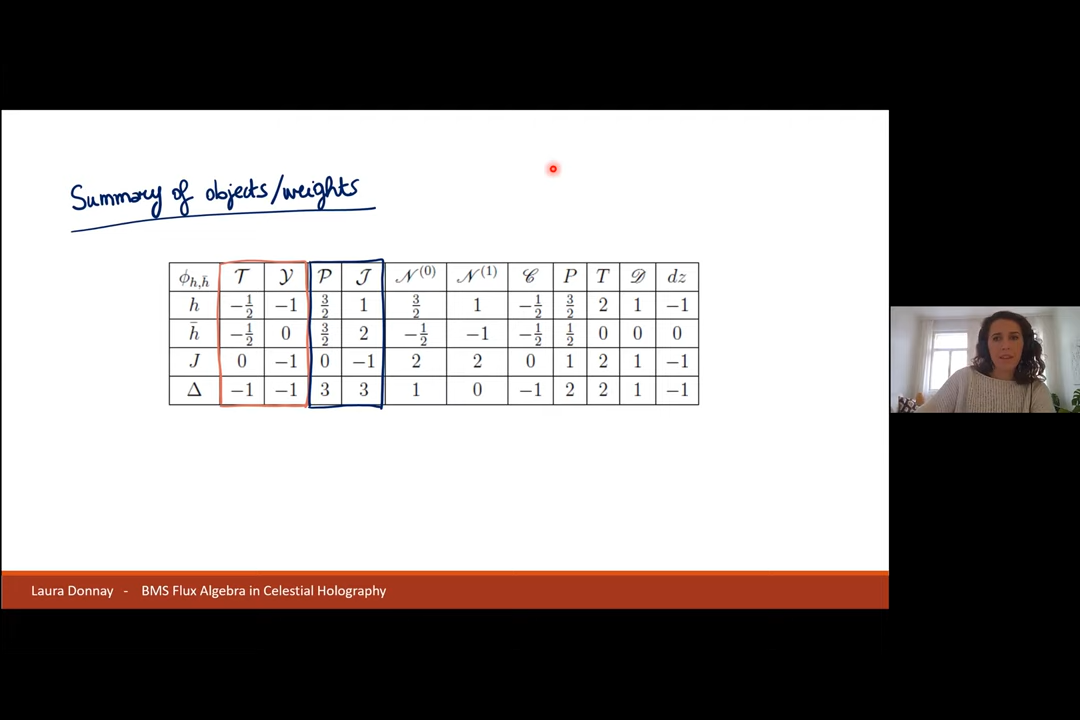 Summary of objects/weights
ϕ_{h,h̄} 𝒯 𝒴 𝒫 𝒥 𝒩^{(0)} 𝒩^{(1)} 𝒞 P T 𝒟 dz
h −1/2 −1 3/2 1 3/2 1 −1/2 3/2 2 1 −1
h̄ −1/2 0 3/2 2 −1/2 −1 −1/2 1/2 0 0 0
J 0 −1 0 −1 2 2 0 1 2 1 −1
Δ −1 −1 3 3 1 0 −1 2 2 1 −1
Laura Donnay - BMS Flux Algebra in Celestial Holography